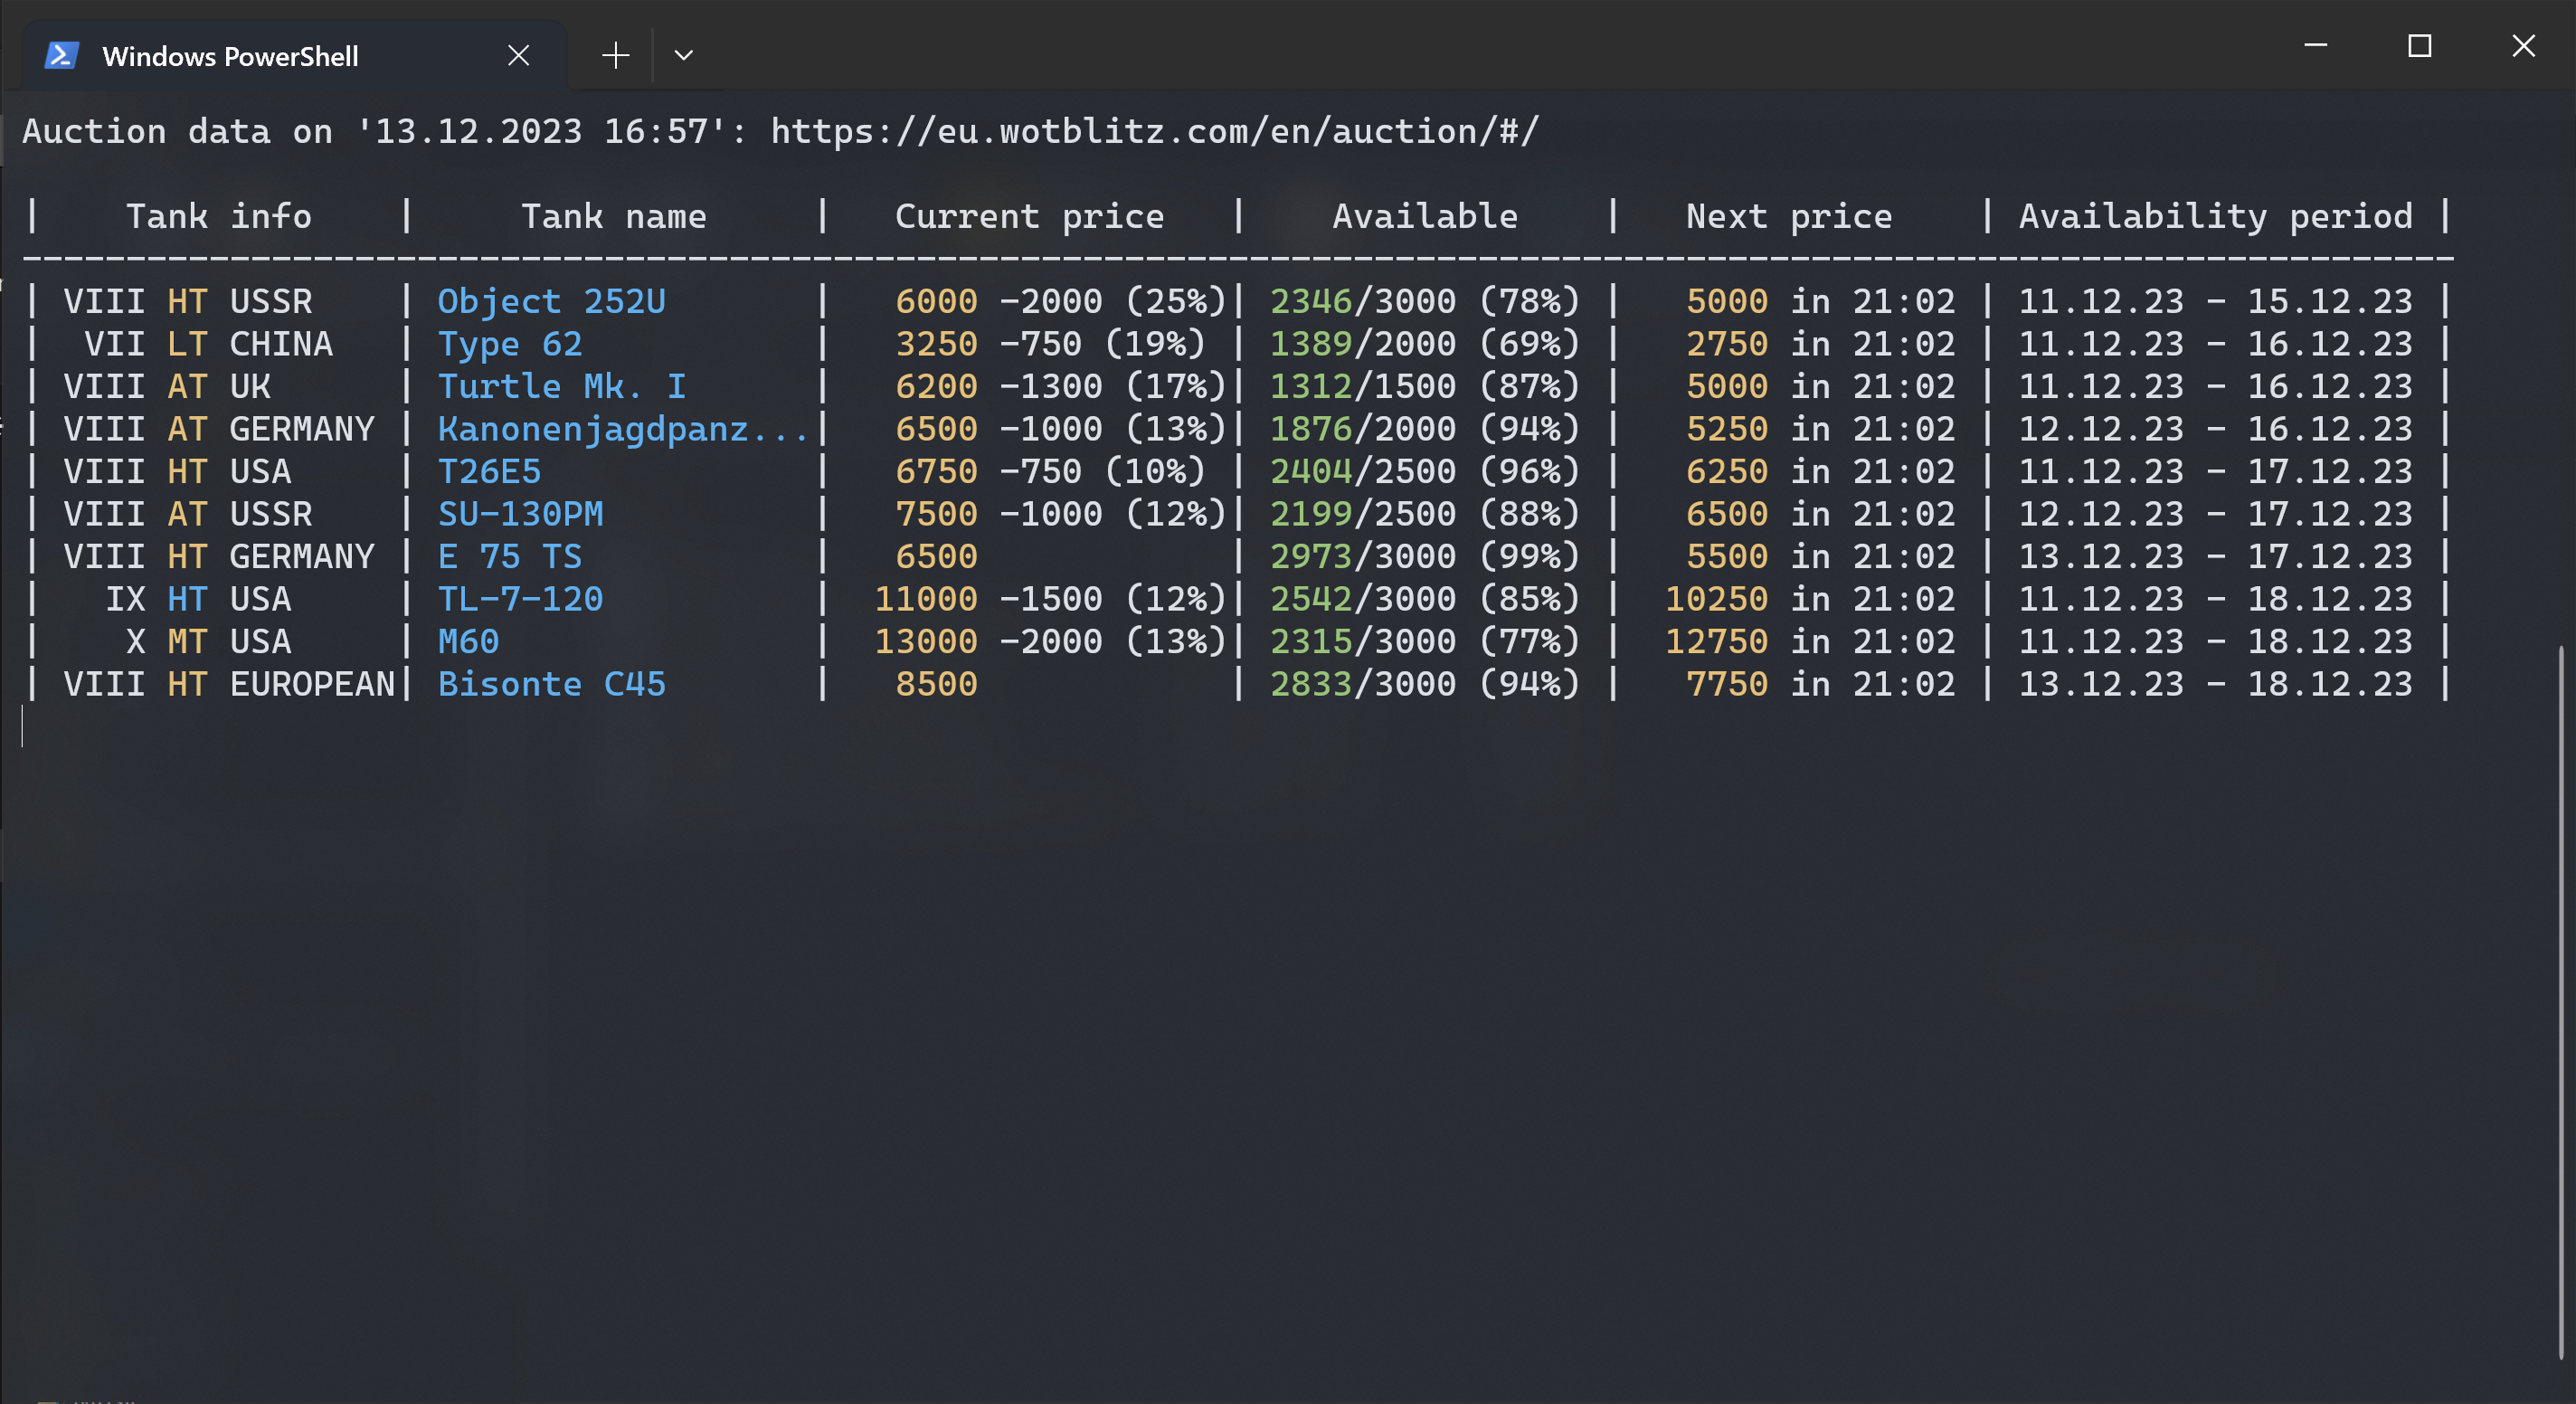 Windows PowerShell
Auction data on '13.12.2023 16:57': https://eu.wotblitz.com/en/auction/#/
| Tank info | Tank name | Current price | Available | Next price | Availability period |
---------------------------------------------------------------------------------------------------------------------
| VIII HT USSR | Object 252U | 6000 -2000 (25%)| 2346/3000 (78%) | 5000 in 21:02 | 11.12.23 - 15.12.23 |
| VII LT CHINA | Type 62 | 3250 -750 (19%) | 1389/2000 (69%) | 2750 in 21:02 | 11.12.23 - 16.12.23 |
| VIII AT UK | Turtle Mk. I | 6200 -1300 (17%)| 1312/1500 (87%) | 5000 in 21:02 | 11.12.23 - 16.12.23 |
| VIII AT GERMANY | Kanonenjagdpanz...| 6500 -1000 (13%)| 1876/2000 (94%) | 5250 in 21:02 | 12.12.23 - 16.12.23 |
| VIII HT USA | T26E5 | 6750 -750 (10%) | 2404/2500 (96%) | 6250 in 21:02 | 11.12.23 - 17.12.23 |
| VIII AT USSR | SU-130PM | 7500 -1000 (12%)| 2199/2500 (88%) | 6500 in 21:02 | 12.12.23 - 17.12.23 |
| VIII HT GERMANY | E 75 TS | 6500 | 2973/3000 (99%) | 5500 in 21:02 | 13.12.23 - 17.12.23 |
| IX HT USA | TL-7-120 | 11000 -1500 (12%)| 2542/3000 (85%) | 10250 in 21:02 | 11.12.23 - 18.12.23 |
| X MT USA | M60 | 13000 -2000 (13%)| 2315/3000 (77%) | 12750 in 21:02 | 11.12.23 - 18.12.23 |
| VIII HT EUROPEAN| Bisonte C45 | 8500 | 2833/3000 (94%) | 7750 in 21:02 | 13.12.23 - 18.12.23 |